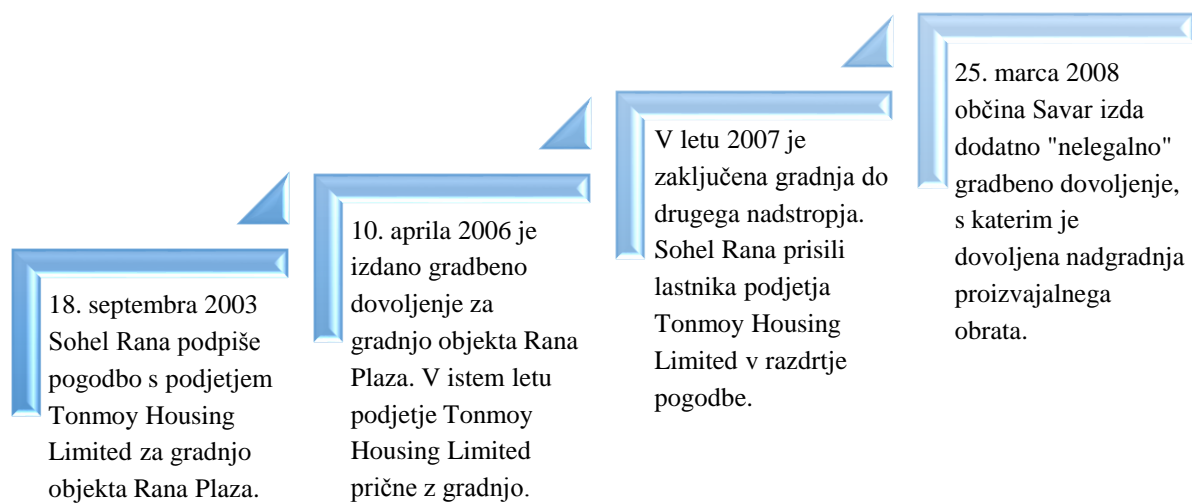 18. septembra 2003
Sohel Rana podpiše
pogodbo s podjetjem
Tonmoy Housing
Limited za gradnjo
objekta Rana Plaza.
10. aprila 2006 je
izdano gradbeno
dovoljenje za
gradnjo objekta Rana
Plaza. V istem letu
podjetje Tonmoy
Housing Limited
prične z gradnjo.
V letu 2007 je
zaključena gradnja do
drugega nadstropja.
Sohel Rana prisili
lastnika podjetja
Tonmoy Housing
Limited v razdrtje
pogodbe.
25. marca 2008
občina Savar izda
dodatno "nelegalno"
gradbeno dovoljenje,
s katerim je
dovoljena nadgradnja
proizvajalnega
obrata.